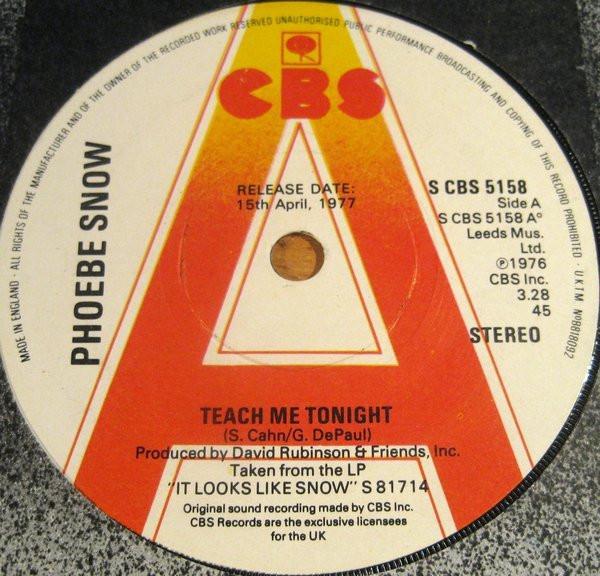 MADE IN ENGLAND · ALL RIGHTS OF THE MANUFACTURER AND OF THE OWNER OF THE RECORDED WORK RESERVED UNAUTHORISED PUBLIC PERFORMANCE BROADCASTING AND COPYING OF THIS RECORD PROHIBITED · U.K.T.M. No B818092
CBS
PHOEBE SNOW
RELEASE DATE:
15th April, 1977
S CBS 5158
Side A
S CBS 5158 A°
Leeds Mus.
Ltd.
℗1976
CBS Inc.
3.28
45
STEREO
A
TEACH ME TONIGHT
(S. Cahn/G. DePaul)
Produced by David Rubinson & Friends, Inc.
Taken from the LP
"IT LOOKS LIKE SNOW" S 81714
Original sound recording made by CBS Inc.
CBS Records are the exclusive licensees
for the UK